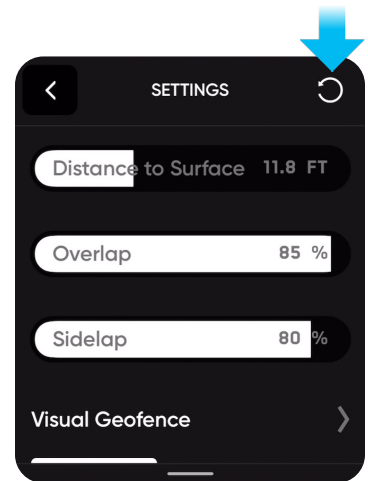 SETTINGS
Distance to Surface 11.8 FT
Overlap 85 %
Sidelap 80 %
Visual Geofence